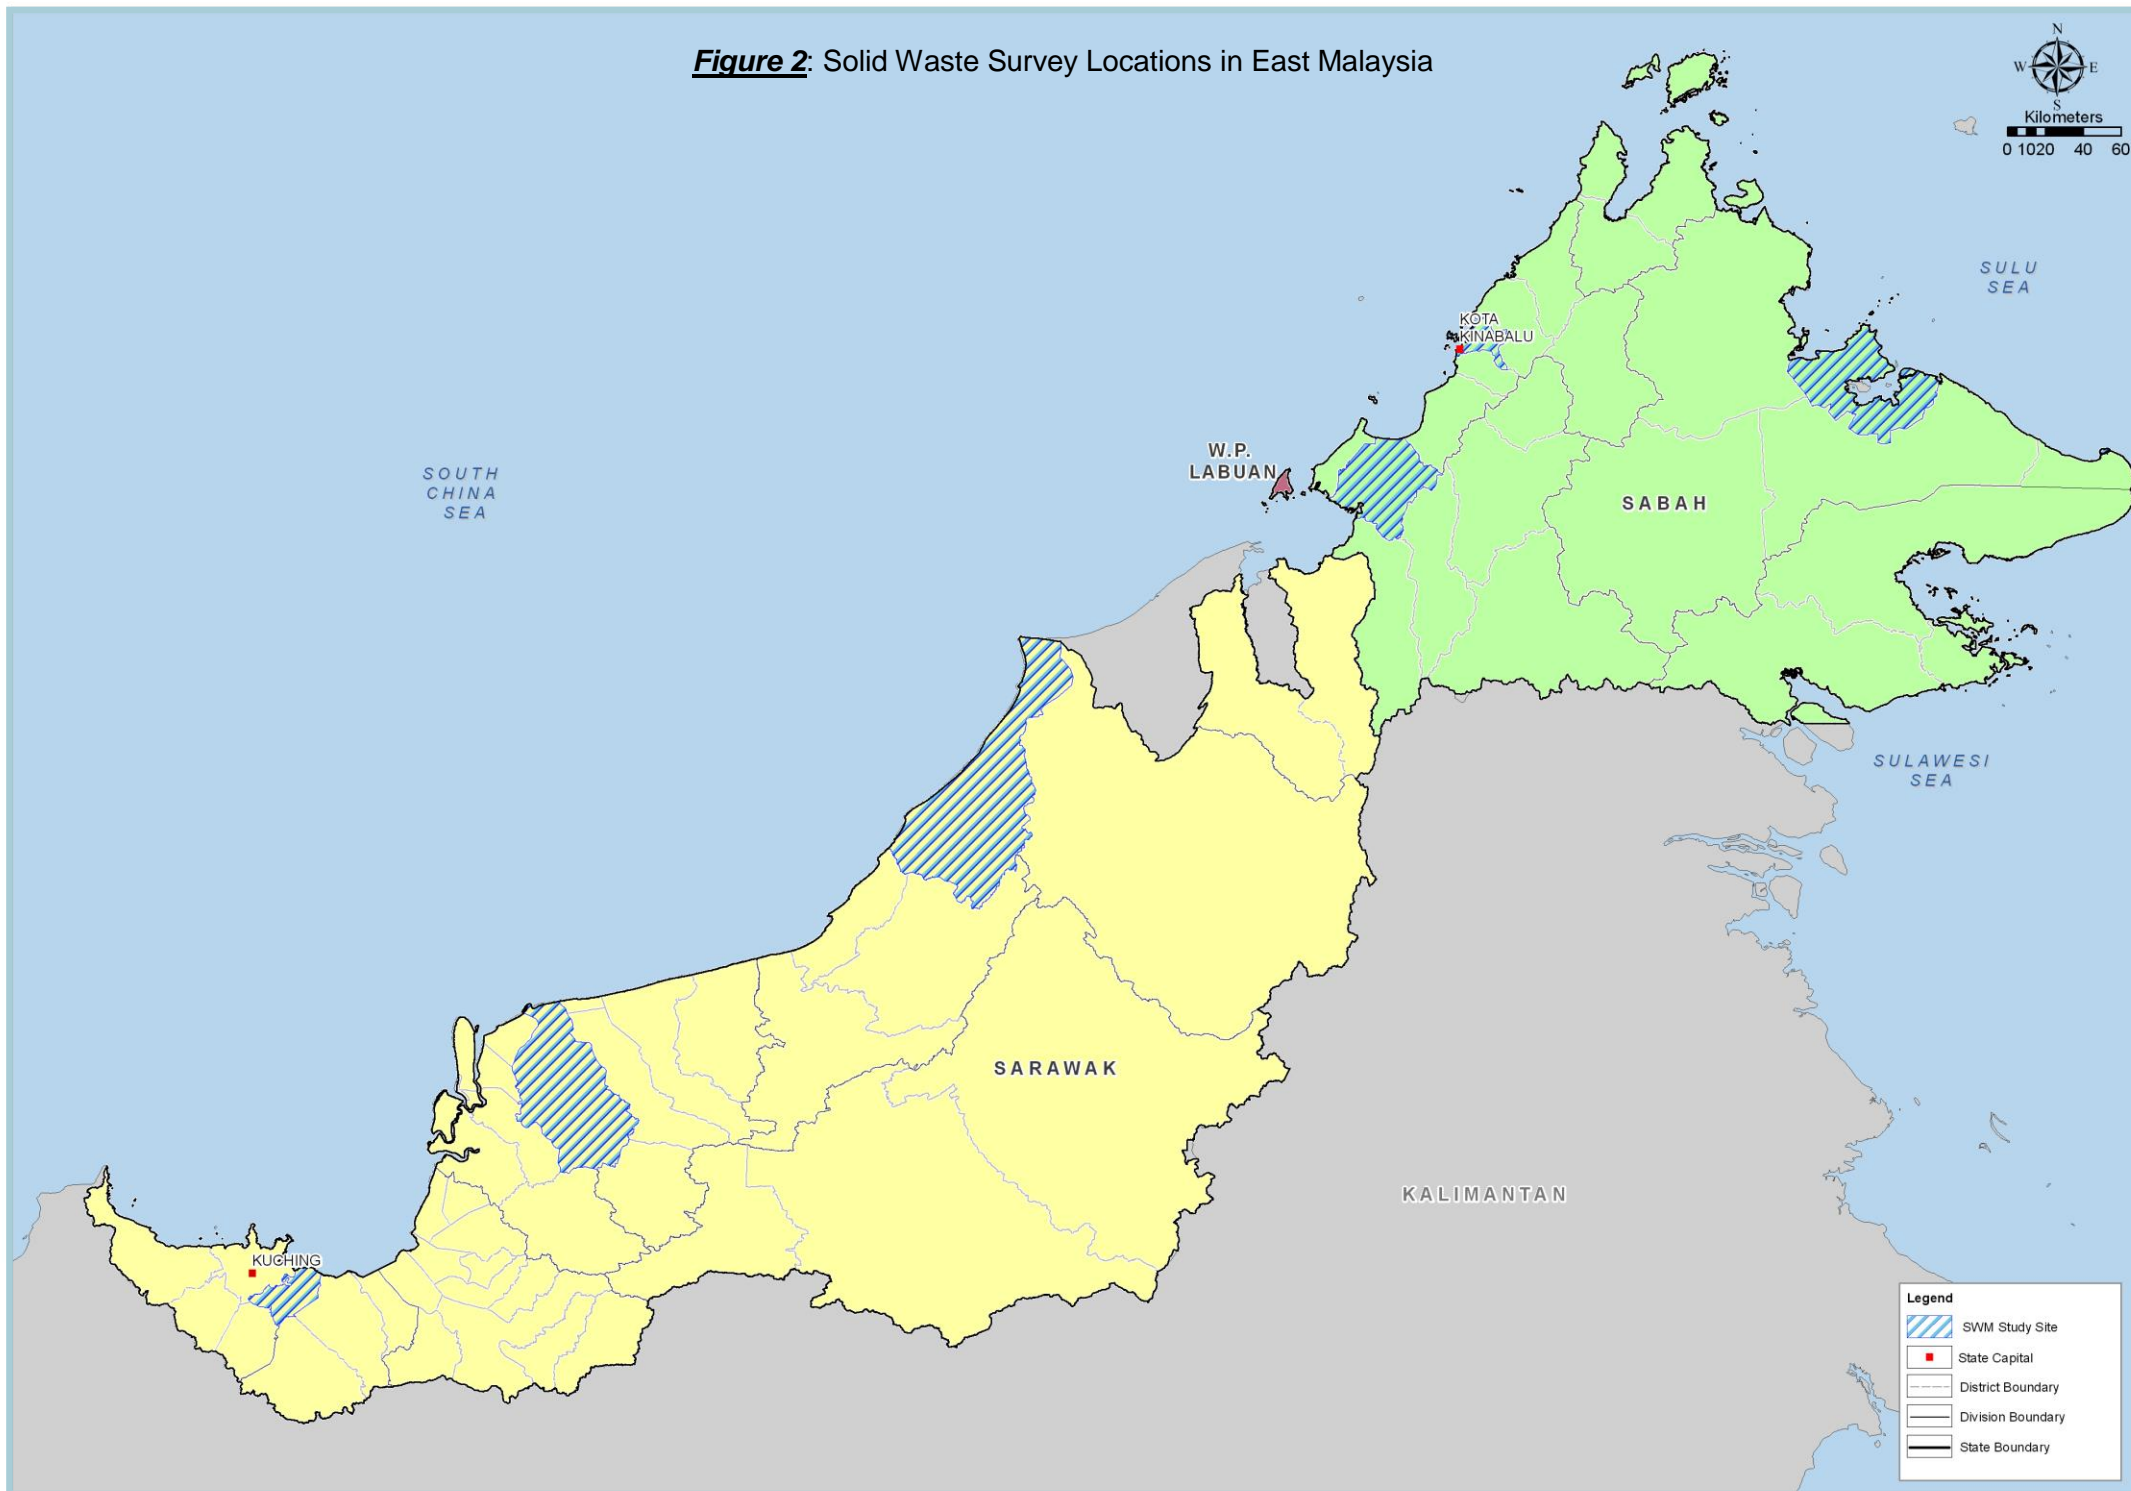 Figure 2: Solid Waste Survey Locations in East Malaysia
N
W
E
S
Kilometers
0 1020 40 60
SULU
SEA
KOTA
KINABALU
W.P.
LABUAN
SOUTH
CHINA
SEA
SABAH
SULAWESI
SEA
SARAWAK
KALIMANTAN
KUCHING
Legend
SWM Study Site
State Capital
District Boundary
Division Boundary
State Boundary